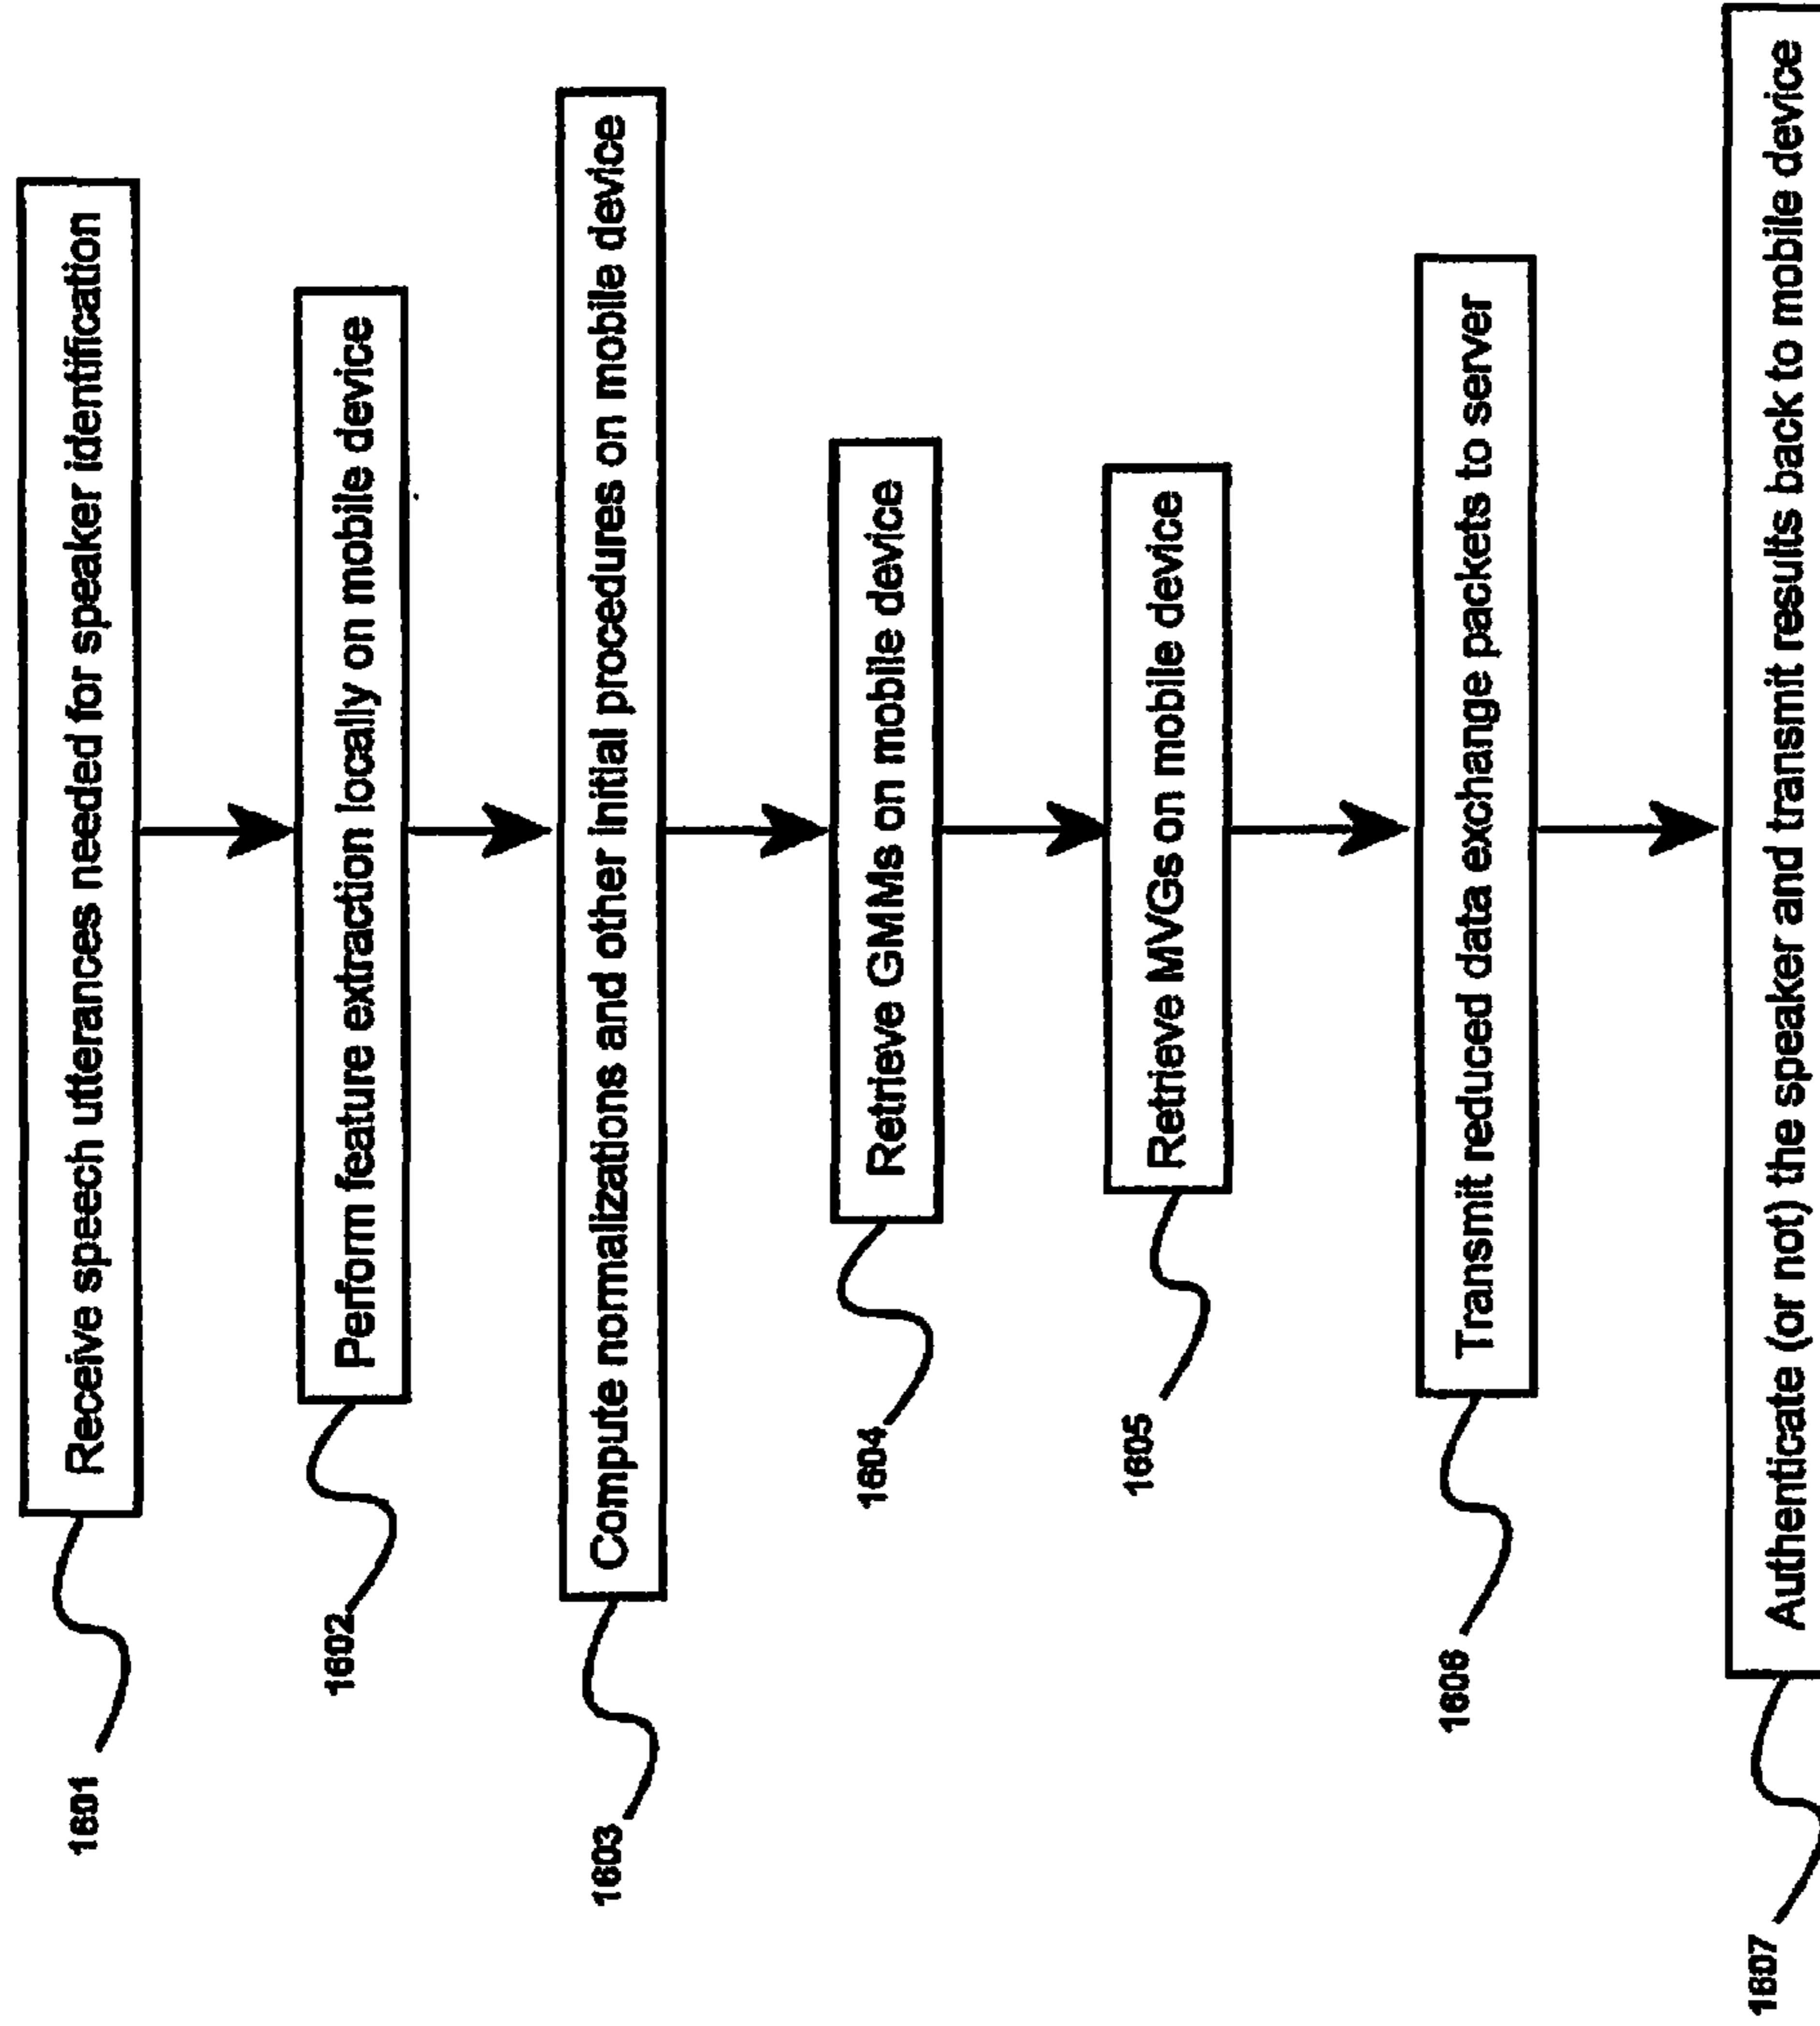 1601
Receive speech utterances needed for speaker identification
1602
Perform feature extraction locally on mobile device
1603
Compute normalizations and other initial procedures on mobile device
1604
Retrieve GMMs on mobile device
1605
Retrieve MVGs on mobile device
1606
Transmit reduced data exchange packets to server
1607
Authenticate (or not) the speaker and transmit results back to mobile device